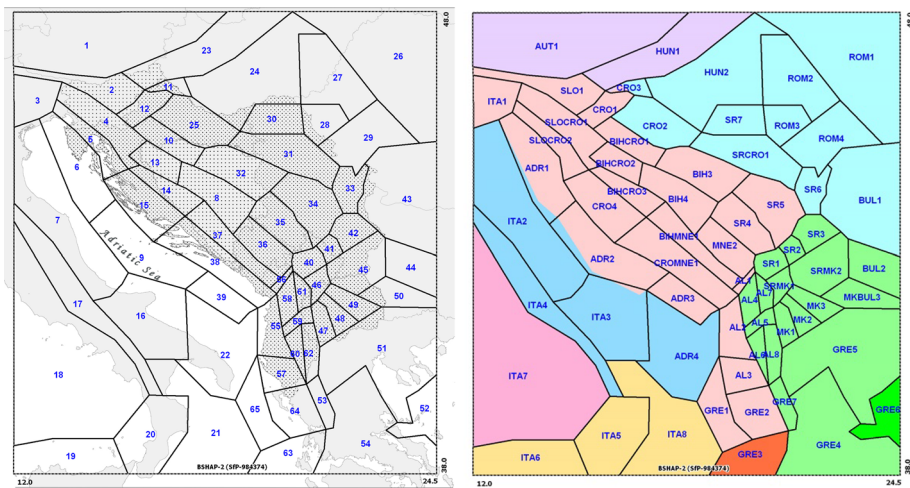 1
23
24
26
27
2
11
12
3
4
25
30
28
29
5
10
31
6
13
32
14
33
15
8
34
43
7
35
37
42
36
41
Adriatic Sea
9
38
40
45
44
56
61
46
39
58
50
17
49
16
59
48
55
47
22
60
62
51
57
18
53
65
64
52
20
21
54
19
63
BSHAP-2 (SfP-984374)
12.0
24.5
48.0
38.0
AUT1
HUN1
ROM1
HUN2
ROM2
SLO1
CRO3
ITA1
CRO1
SLOCRO1
CRO2
SR7
ROM3
ROM4
SLOCRO2
BIHCRO1
SRCRO1
ADR1
BIHCRO2
BIH3
BIHCRO3
SR6
CRO4
BIH4
SR5
BUL1
ITA2
SR4
SR3
BIHMNE1
MNE2
SR2
ADR2
CROMNE1
SR1
SRMK2
BUL2
AL1
SRMK1
ADR3
AL7
AL4
MKBUL3
ITA4
MK3
ITA3
AL5
MK2
AL2
MK1
ADR4
AL6
AL8
GRE5
ITA7
AL3
GRE7
GRE1
GRE2
GRE6
ITA5
ITA8
GRE4
ITA6
GRE3
BSHAP-2 (SfP-984374)
12.0
24.5
48.0
38.0